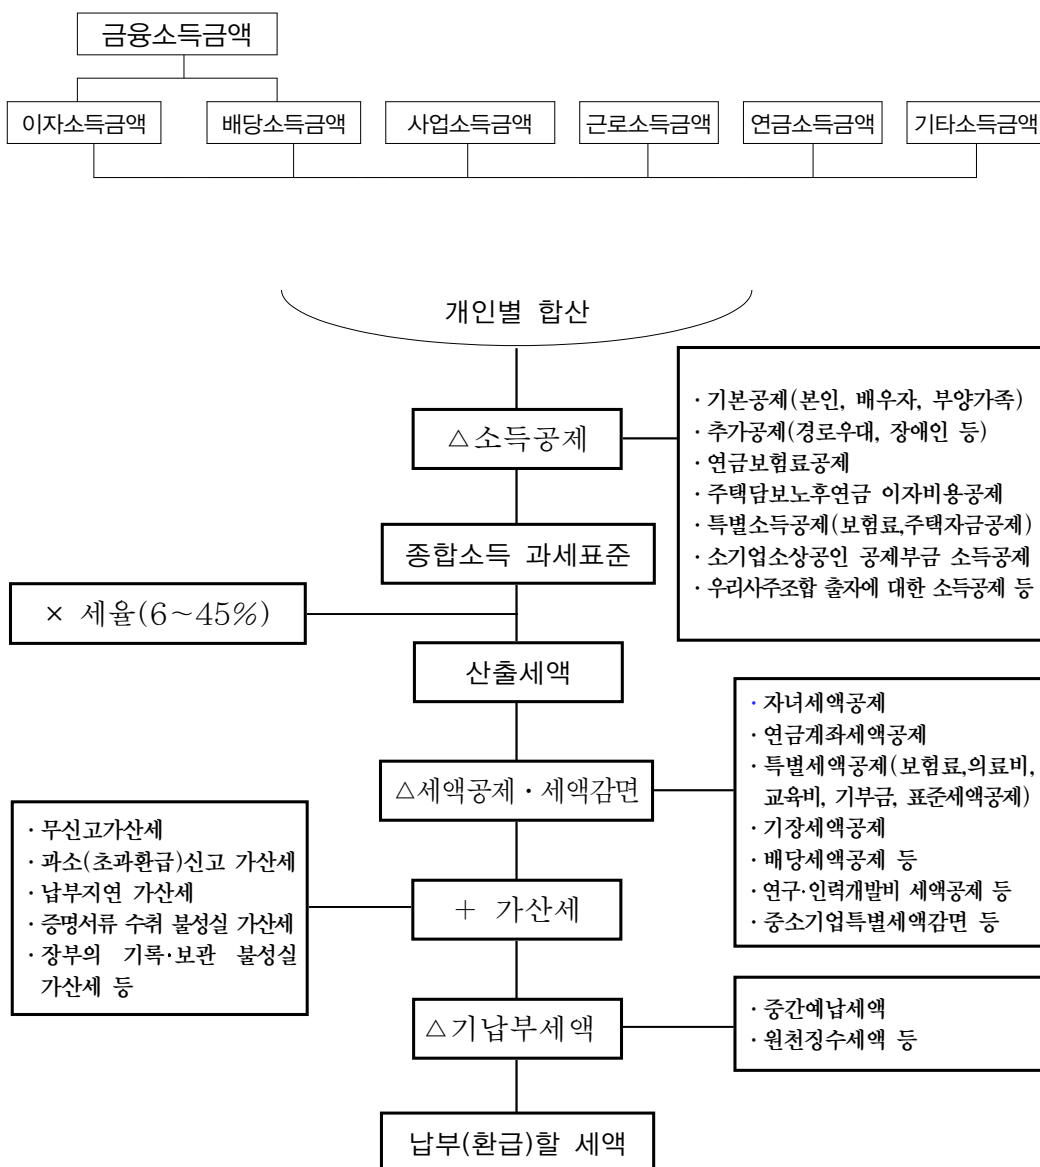 금융소득금액
이자소득금액
배당소득금액
사업소득금액
근로소득금액
연금소득금액
기타소득금액
개인별 합산
△소득공제
· 기본공제(본인, 배우자, 부양가족)
· 추가공제(경로우대, 장애인 등)
· 연금보험료공제
· 주택담보노후연금 이자비용공제
· 특별소득공제(보험료,주택자금공제)
· 소기업소상공인 공제부금 소득공제
· 우리사주조합 출자에 대한 소득공제 등
종합소득 과세표준
× 세율(6~45%)
산출세액
△세액공제 · 세액감면
· 자녀세액공제
· 연금계좌세액공제
· 특별세액공제(보험료,의료비,
교육비, 기부금, 표준세액공제)
· 기장세액공제
· 배당세액공제 등
· 연구·인력개발비 세액공제 등
· 중소기업특별세액감면 등
· 무신고가산세
· 과소(초과환급)신고 가산세
· 납부지연 가산세
· 증명서류 수취 불성실 가산세
· 장부의 기록·보관 불성실
가산세 등
+ 가산세
△기납부세액
· 중간예납세액
· 원천징수세액 등
납부(환급)할 세액